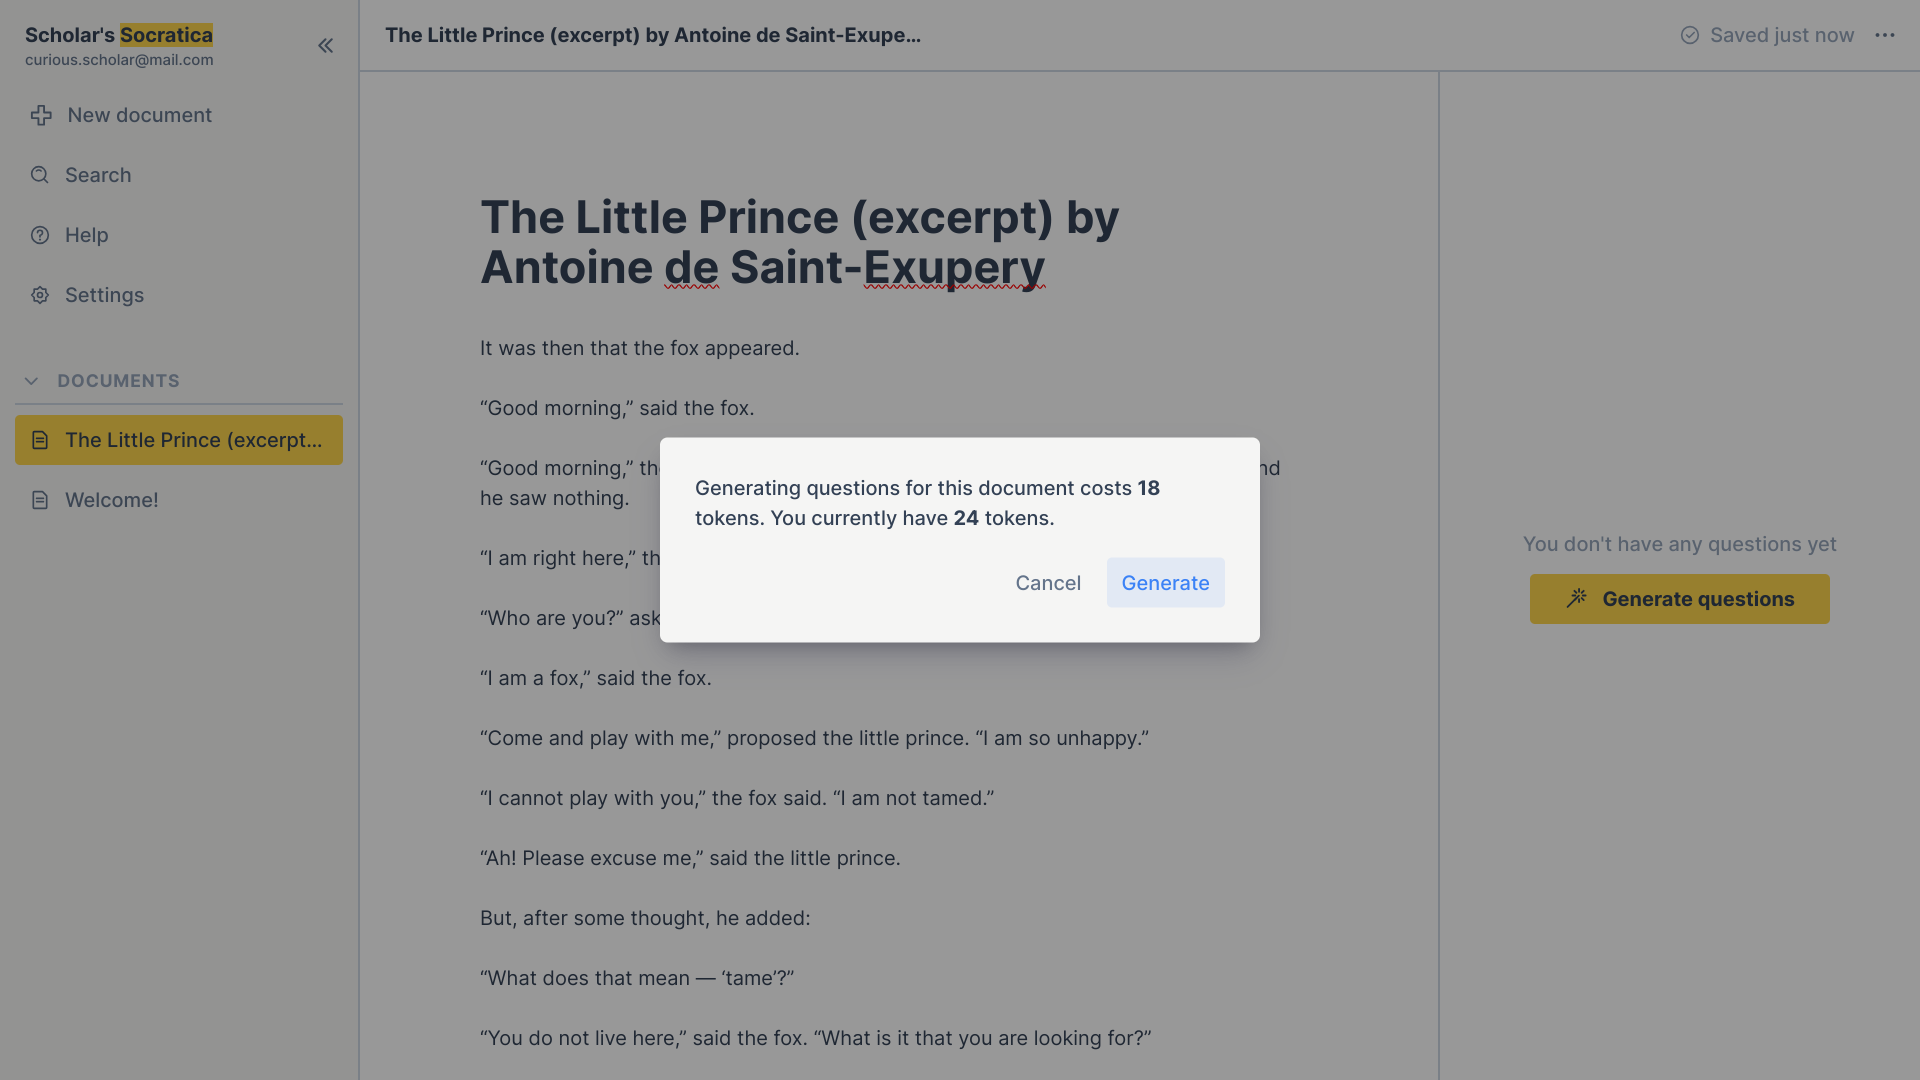 Scholar's Socratica
curious.scholar@mail.com
New document
Search
Help
Settings
DOCUMENTS
The Little Prince (excerpt...
Welcome!
The Little Prince (excerpt) by Antoine de Saint-Exupe...
Saved just now
The Little Prince (excerpt) by
Antoine de Saint-Exupery
It was then that the fox appeared.
“Good morning,” said the fox.
“Good morning,”
he saw nothing.
“I am right here,”
“Who are you?”
“I am a fox,” said the fox.
“Come and play with me,” proposed the little prince. “I am so unhappy.”
“I cannot play with you,” the fox said. “I am not tamed.”
“Ah! Please excuse me,” said the little prince.
But, after some thought, he added:
“What does that mean — ‘tame’?”
“You do not live here,” said the fox. “What is it that you are looking for?”
Generating questions for this document costs 18
tokens. You currently have 24 tokens.
Cancel
Generate
You don't have any questions yet
Generate questions